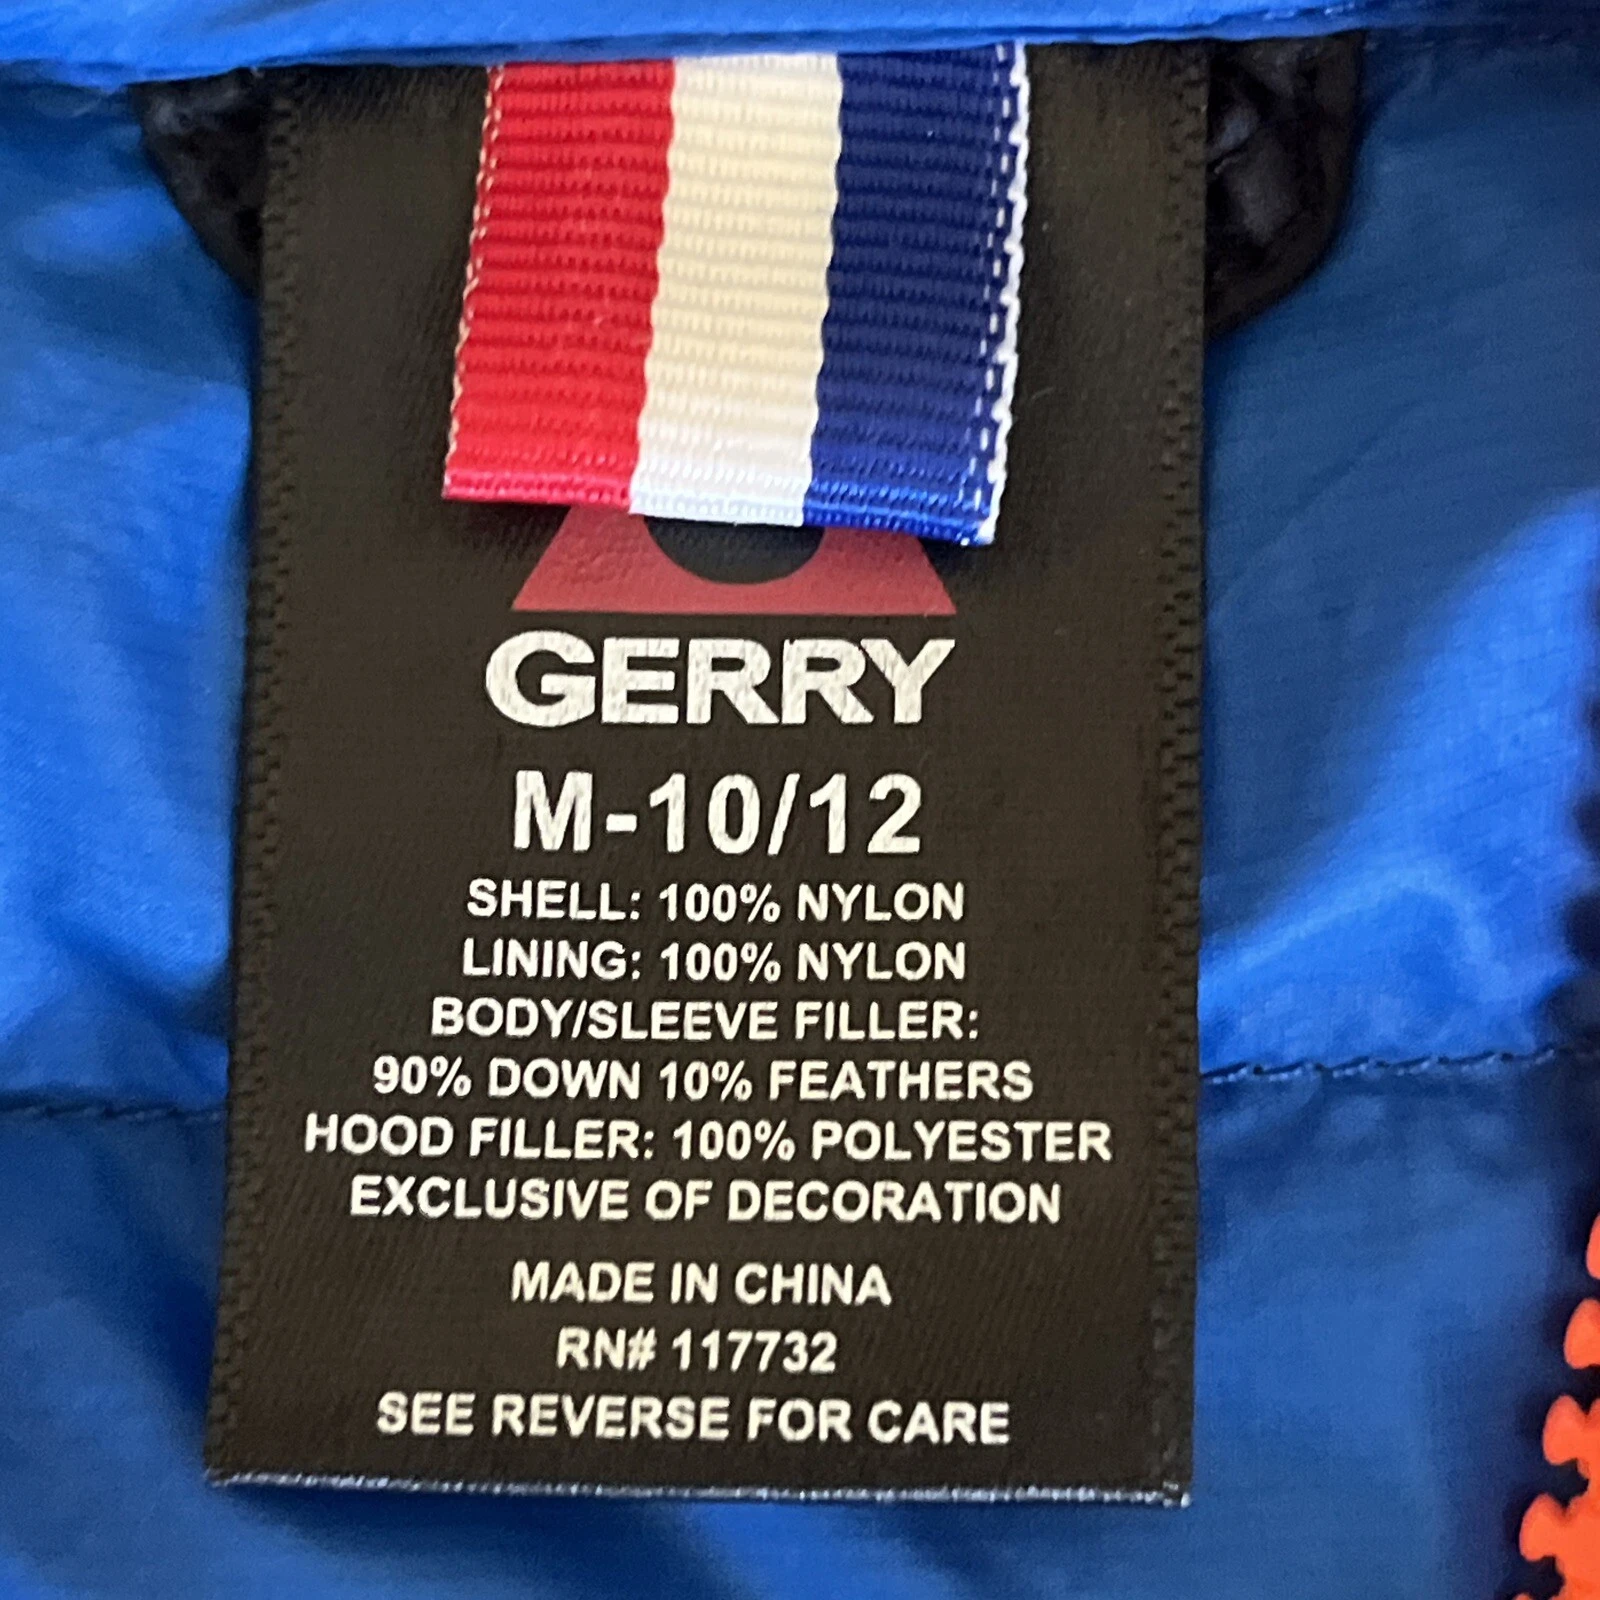 GERRY
M-10/12
SHELL: 100% NYLON
LINING: 100% NYLON
BODY/SLEEVE FILLER:
90% DOWN 10% FEATHERS
HOOD FILLER: 100% POLYESTER
EXCLUSIVE OF DECORATION
MADE IN CHINA
RN# 117732
SEE REVERSE FOR CARE